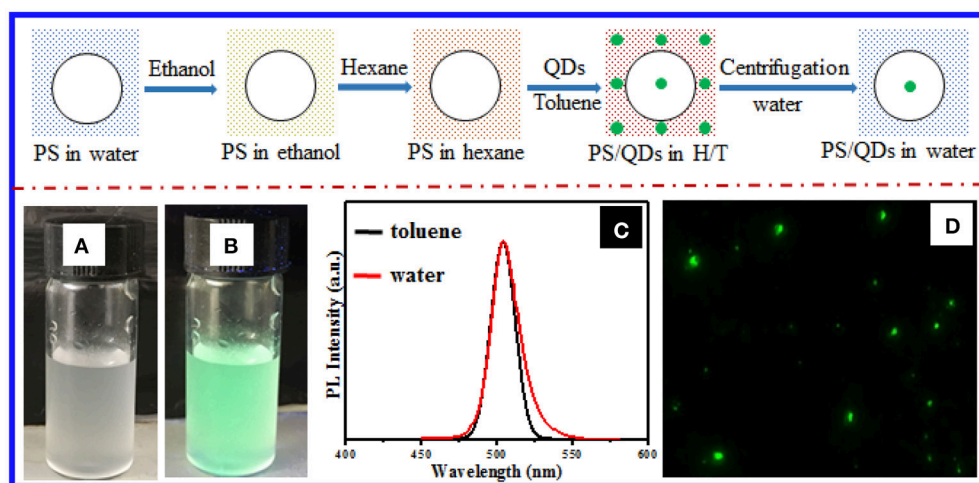 Ethanol
Hexane
QDs
Toluene
Centrifugation
water
PS in water
PS in ethanol
PS in hexane
PS/QDs in H/T
PS/QDs in water
A
B
C
toluene
water
PL Intensity (a.u.)
400 450 500 550 600
Wavelength (nm)
D